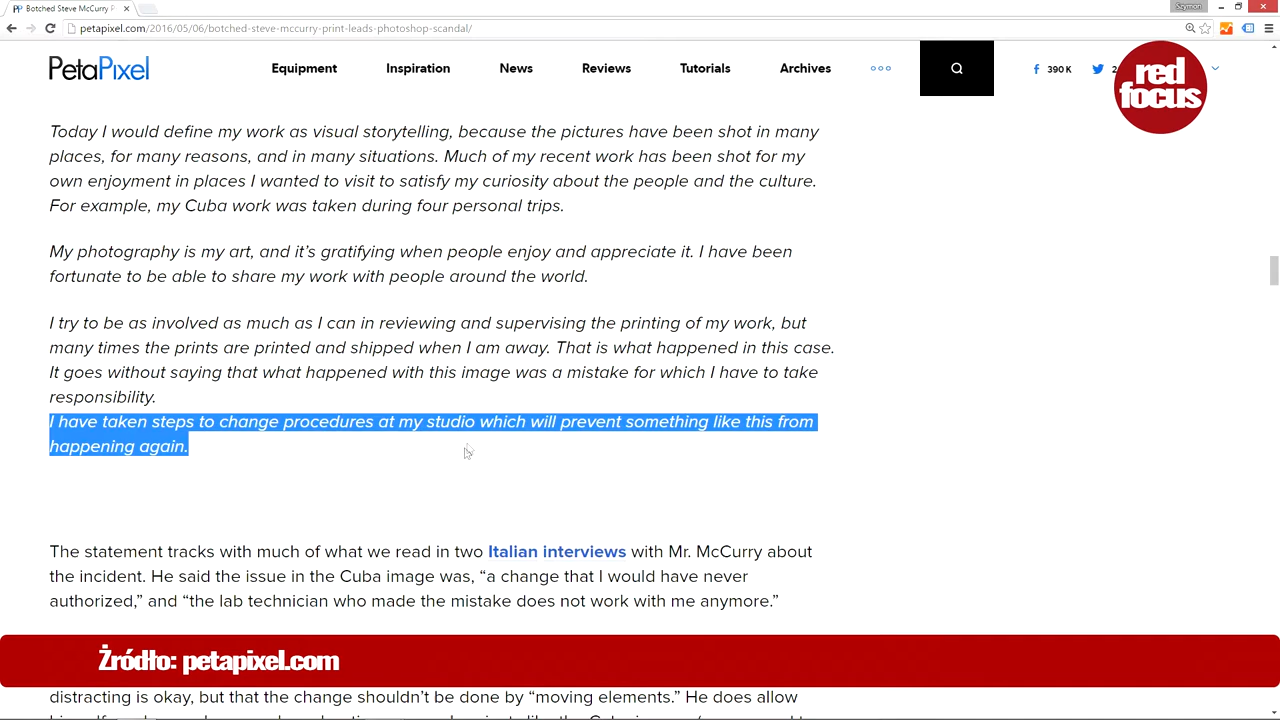 Botched Steve McCurry P
Szymon
petapixel.com/2016/05/06/botched-steve-mccurry-print-leads-photoshop-scandal/
PetaPixel
Equipment
Inspiration
News
Reviews
Tutorials
Archives
390 K
2
red
focus
Today I would define my work as visual storytelling, because the pictures have been shot in many
places, for many reasons, and in many situations. Much of my recent work has been shot for my
own enjoyment in places I wanted to visit to satisfy my curiosity about the people and the culture.
For example, my Cuba work was taken during four personal trips.
My photography is my art, and it's gratifying when people enjoy and appreciate it. I have been
fortunate to be able to share my work with people around the world.
I try to be as involved as much as I can in reviewing and supervising the printing of my work, but
many times the prints are printed and shipped when I am away. That is what happened in this case.
It goes without saying that what happened with this image was a mistake for which I have to take
responsibility.
I have taken steps to change procedures at my studio which will prevent something like this from
happening again.
The statement tracks with much of what we read in two Italian interviews with Mr. McCurry about
the incident. He said the issue in the Cuba image was, “a change that I would have never
authorized,” and “the lab technician who made the mistake does not work with me anymore.”
Żródło: petapixel.com
distracting is okay, but that the change shouldn't be done by “moving elements.” He does allow